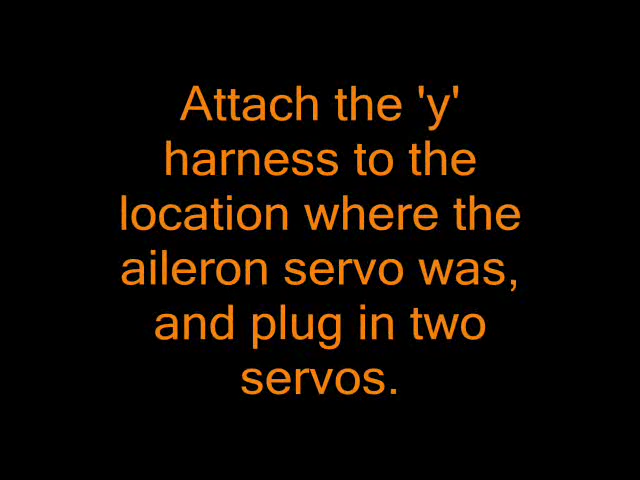 Attach the 'y'
harness to the
location where the
aileron servo was,
and plug in two
servos.